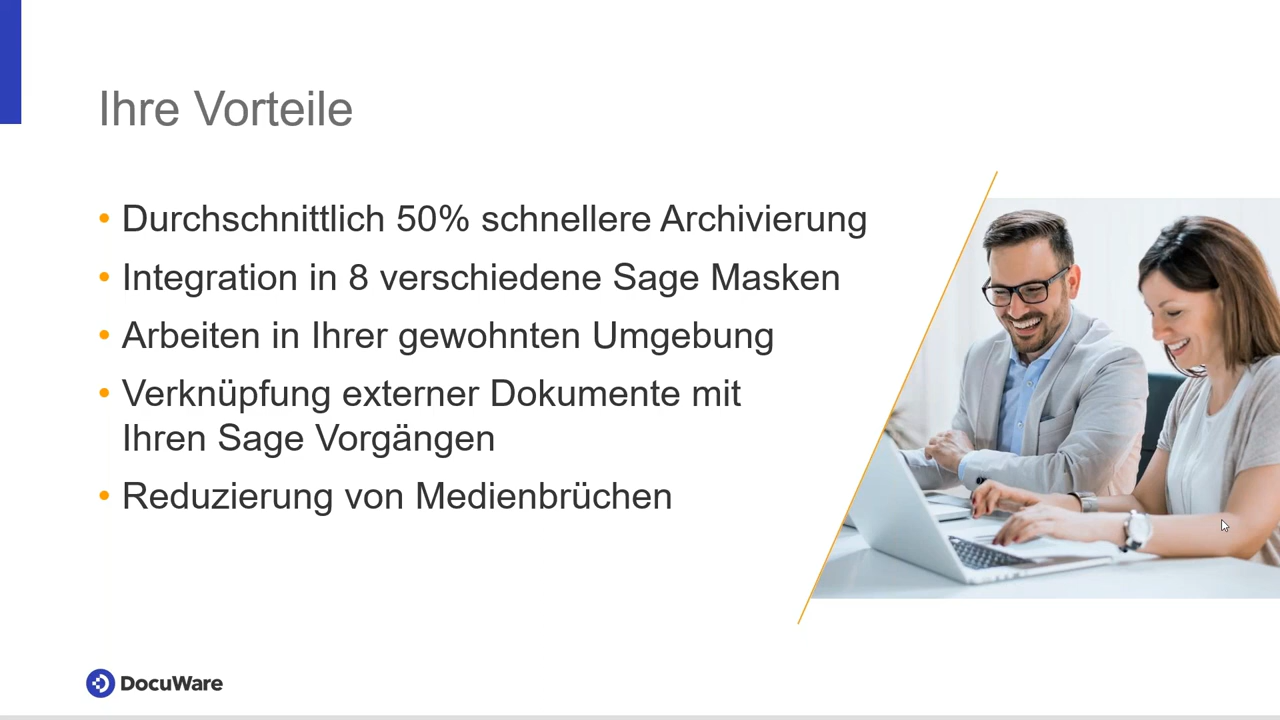 Ihre Vorteile
• Durchschnittlich 50% schnellere Archivierung
• Integration in 8 verschiedene Sage Masken
• Arbeiten in Ihrer gewohnten Umgebung
• Verknüpfung externer Dokumente mit
Ihren Sage Vorgängen
• Reduzierung von Medienbrüchen
DocuWare